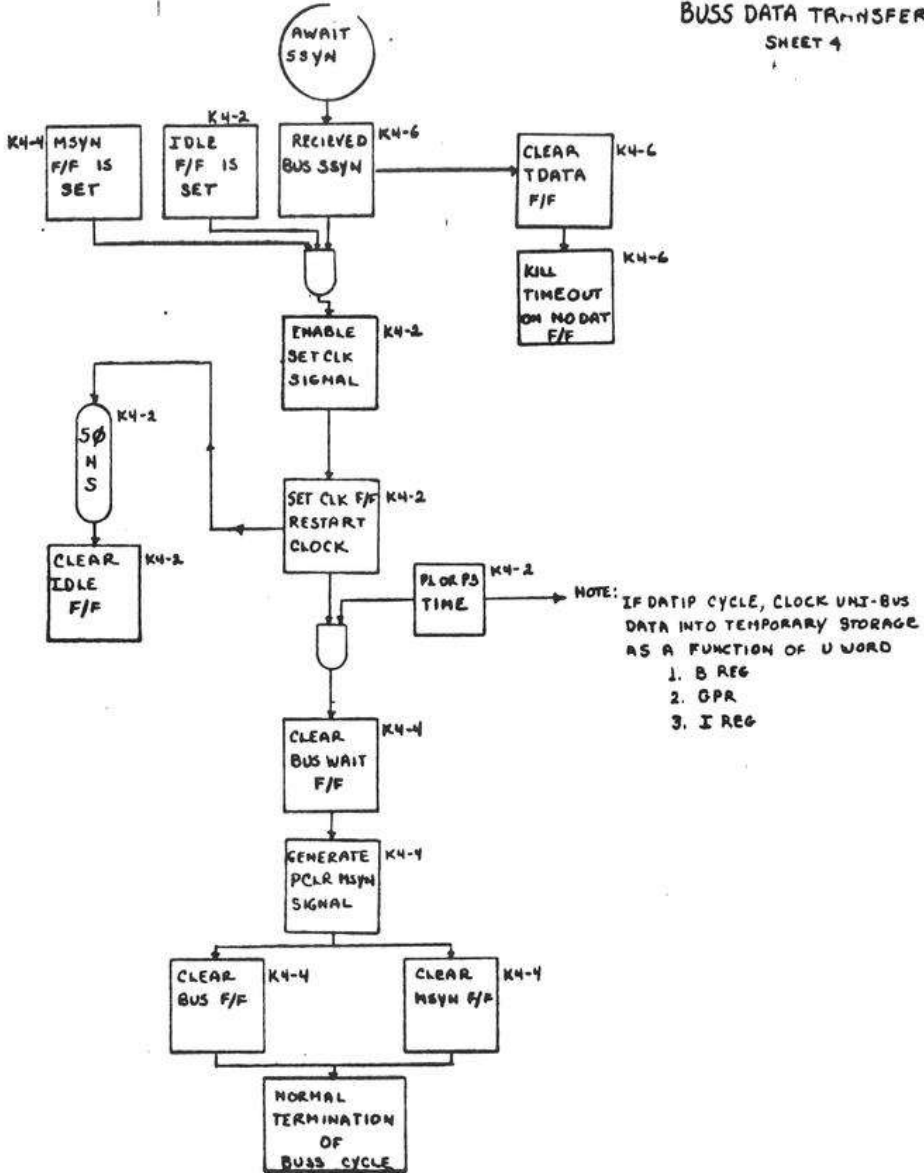 BUSS DATA TRANSFER
SHEET 4
AWAIT
SSYN
K4-4
MSYN
F/F IS
SET
K4-2
IDLE
F/F IS
SET
K4-6
RECIEVED
BUS SSYN
K4-6
CLEAR
TDATA
F/F
K4-6
KILL
TIMEOUT
ON NODAT
F/F
K4-2
ENABLE
SET CLK
SIGNAL
K4-2
5Ø
N
S
K4-2
SET CLK F/F
RESTART
CLOCK
K4-2
CLEAR
IDLE
F/F
K4-2
P1 OR P3
TIME
NOTE:
IF DATIP CYCLE, CLOCK UNI-BUS
DATA INTO TEMPORARY STORAGE
AS A FUNCTION OF U WORD
1. B REG
2. GPR
3. I REG
K4-4
CLEAR
BUS WAIT
F/F
K4-4
GENERATE
PCLR MSYN
SIGNAL
K4-4
CLEAR
BUS F/F
K4-4
CLEAR
MSYN F/F
NORMAL
TERMINATION
OF
BUSS CYCLE